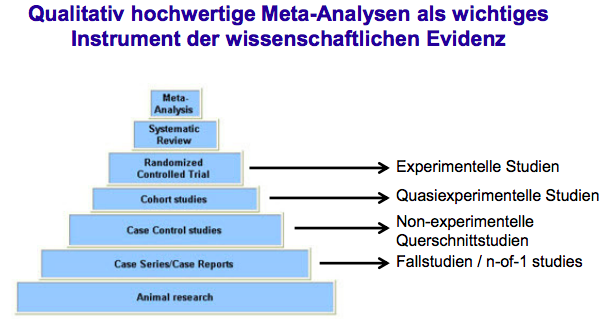 Qualitativ hochwertige Meta-Analysen als wichtiges
Instrument der wissenschaftlichen Evidenz
Meta-
Analysis
Systematic
Review
Randomized
Controlled Trial
Experimentelle Studien
Cohort studies
Quasiexperimentelle Studien
Case Control studies
Non-experimentelle
Querschnittstudien
Case Series/Case Reports
Fallstudien / n-of-1 studies
Animal research